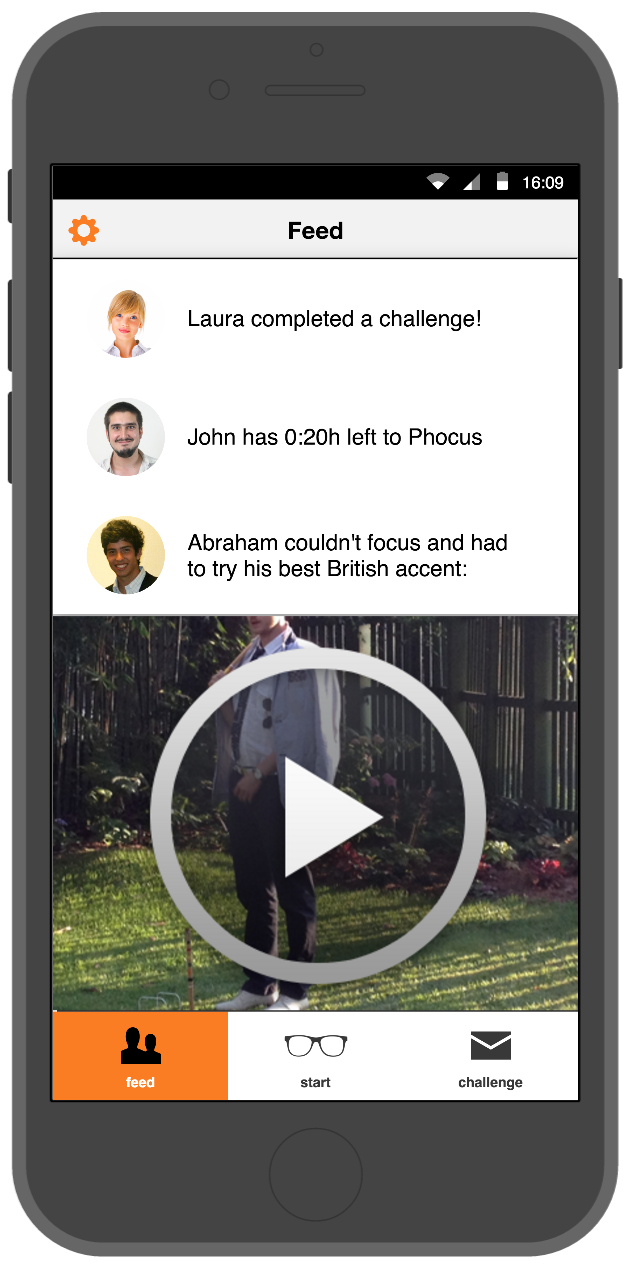 16:09
Feed
Laura completed a challenge!
John has 0:20h left to Phocus
Abraham couldn't focus and had
to try his best British accent:
feed
start
challenge